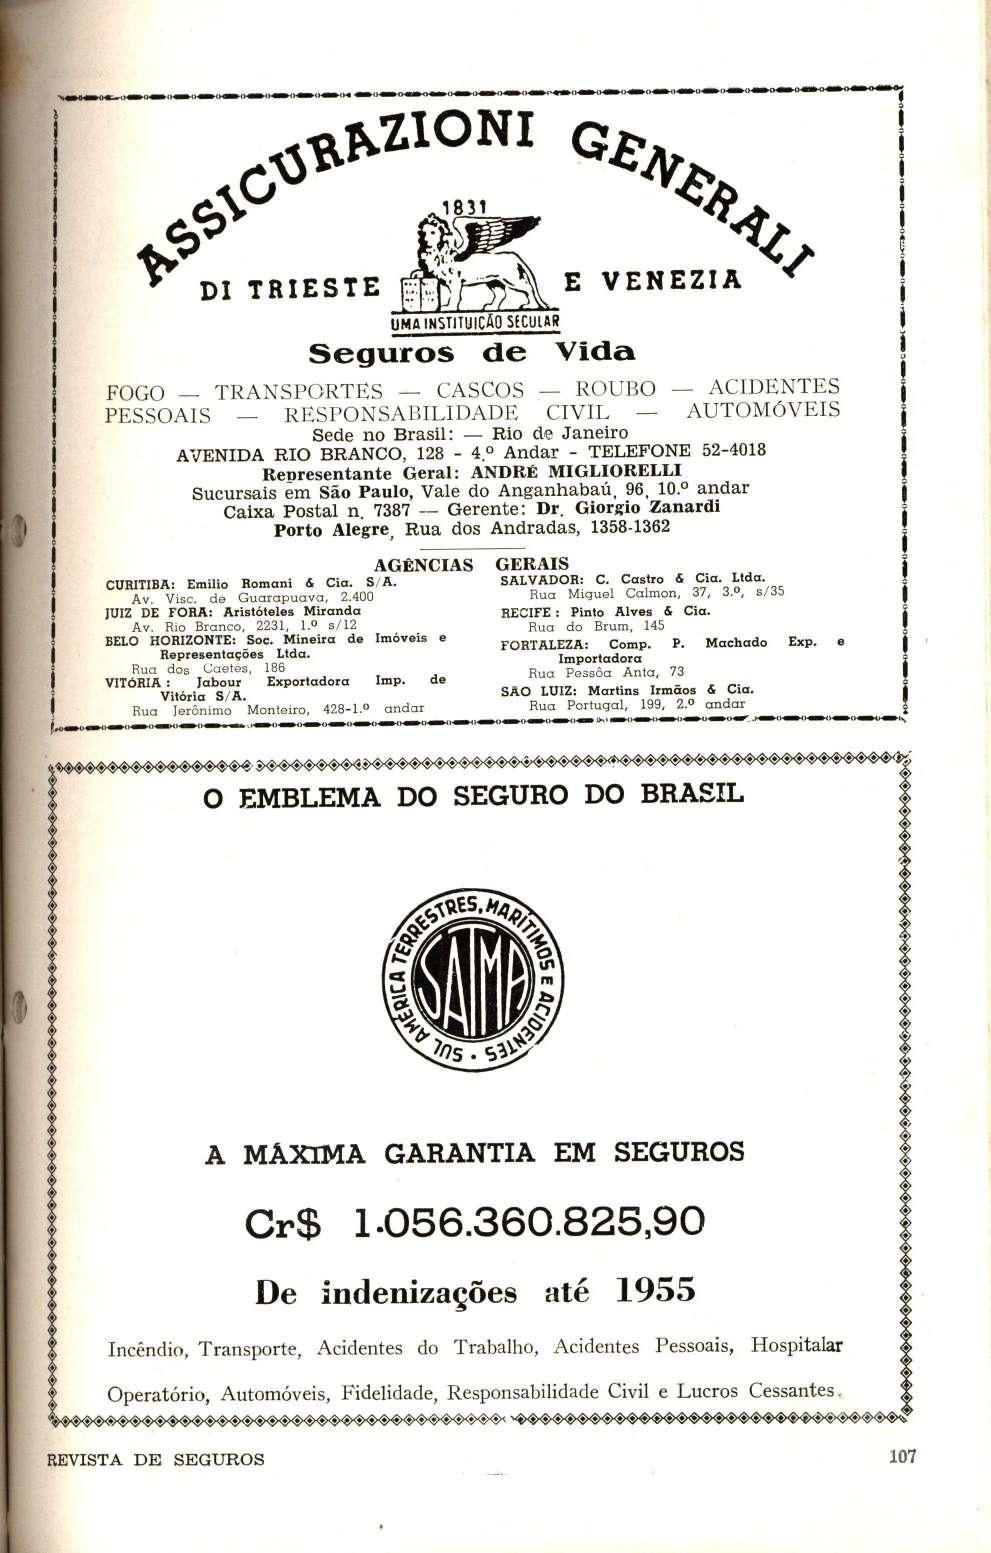 ASSICURAZIONI GENERALI
1831
DI TRIESTE E VENEZIA
UMA INSTITUIÇÃO SECULAR
Seguros de Vida
FOGO — TRANSPORTES — CASCOS — ROUBO — ACIDENTES
PESSOAIS — RESPONSABILIDADE CIVIL — AUTOMÓVEIS
Sede no Brasil: — Rio de Janeiro
AVENIDA RIO BRANCO, 128 - 4.º Andar - TELEFONE 52-4018
Representante Geral: ANDRÉ MIGLIORELLI
Sucursais em São Paulo, Vale do Anganhabaú, 96, 10.º andar
Caixa Postal n. 7387 — Gerente: Dr. Giorgio Zanardi
Porto Alegre, Rua dos Andradas, 1358-1362
AGÊNCIAS GERAIS
CURITIBA: Emilio Romani & Cia. S/A.
Av. Visc. de Guarapuava, 2.400
JUIZ DE FORA: Aristóteles Miranda
Av. Rio Branco, 2231, 1.º s/12
BELO HORIZONTE: Soc. Mineira de Imóveis e
Representações Ltda.
Rua dos Caetés, 186
VITÓRIA : Jabour Exportadora Imp. de
Vitória S/A.
Rua Jerônimo Monteiro, 428-1.º andar
SALVADOR: C. Castro & Cia. Ltda.
Rua Miguel Calmon, 37, 3.º, s/35
RECIFE : Pinto Alves & Cia.
Rua do Brum, 145
FORTALEZA: Comp. P. Machado Exp. e
Importadora
Rua Pessôa Anta, 73
SÃO LUIZ: Martins Irmãos & Cia.
Rua Portugal, 199, 2.º andar
O EMBLEMA DO SEGURO DO BRASIL
SUL AMÉRICA TERRESTRES, MARÍTIMOS E ACIDENTES
SATMA
A MÁXIMA GARANTIA EM SEGUROS
Cr$ 1.056.360.825,90
De indenizações até 1955
Incêndio, Transporte, Acidentes do Trabalho, Acidentes Pessoais, Hospitalar
Operatório, Automóveis, Fidelidade, Responsabilidade Civil e Lucros Cessantes.
REVISTA DE SEGUROS 107